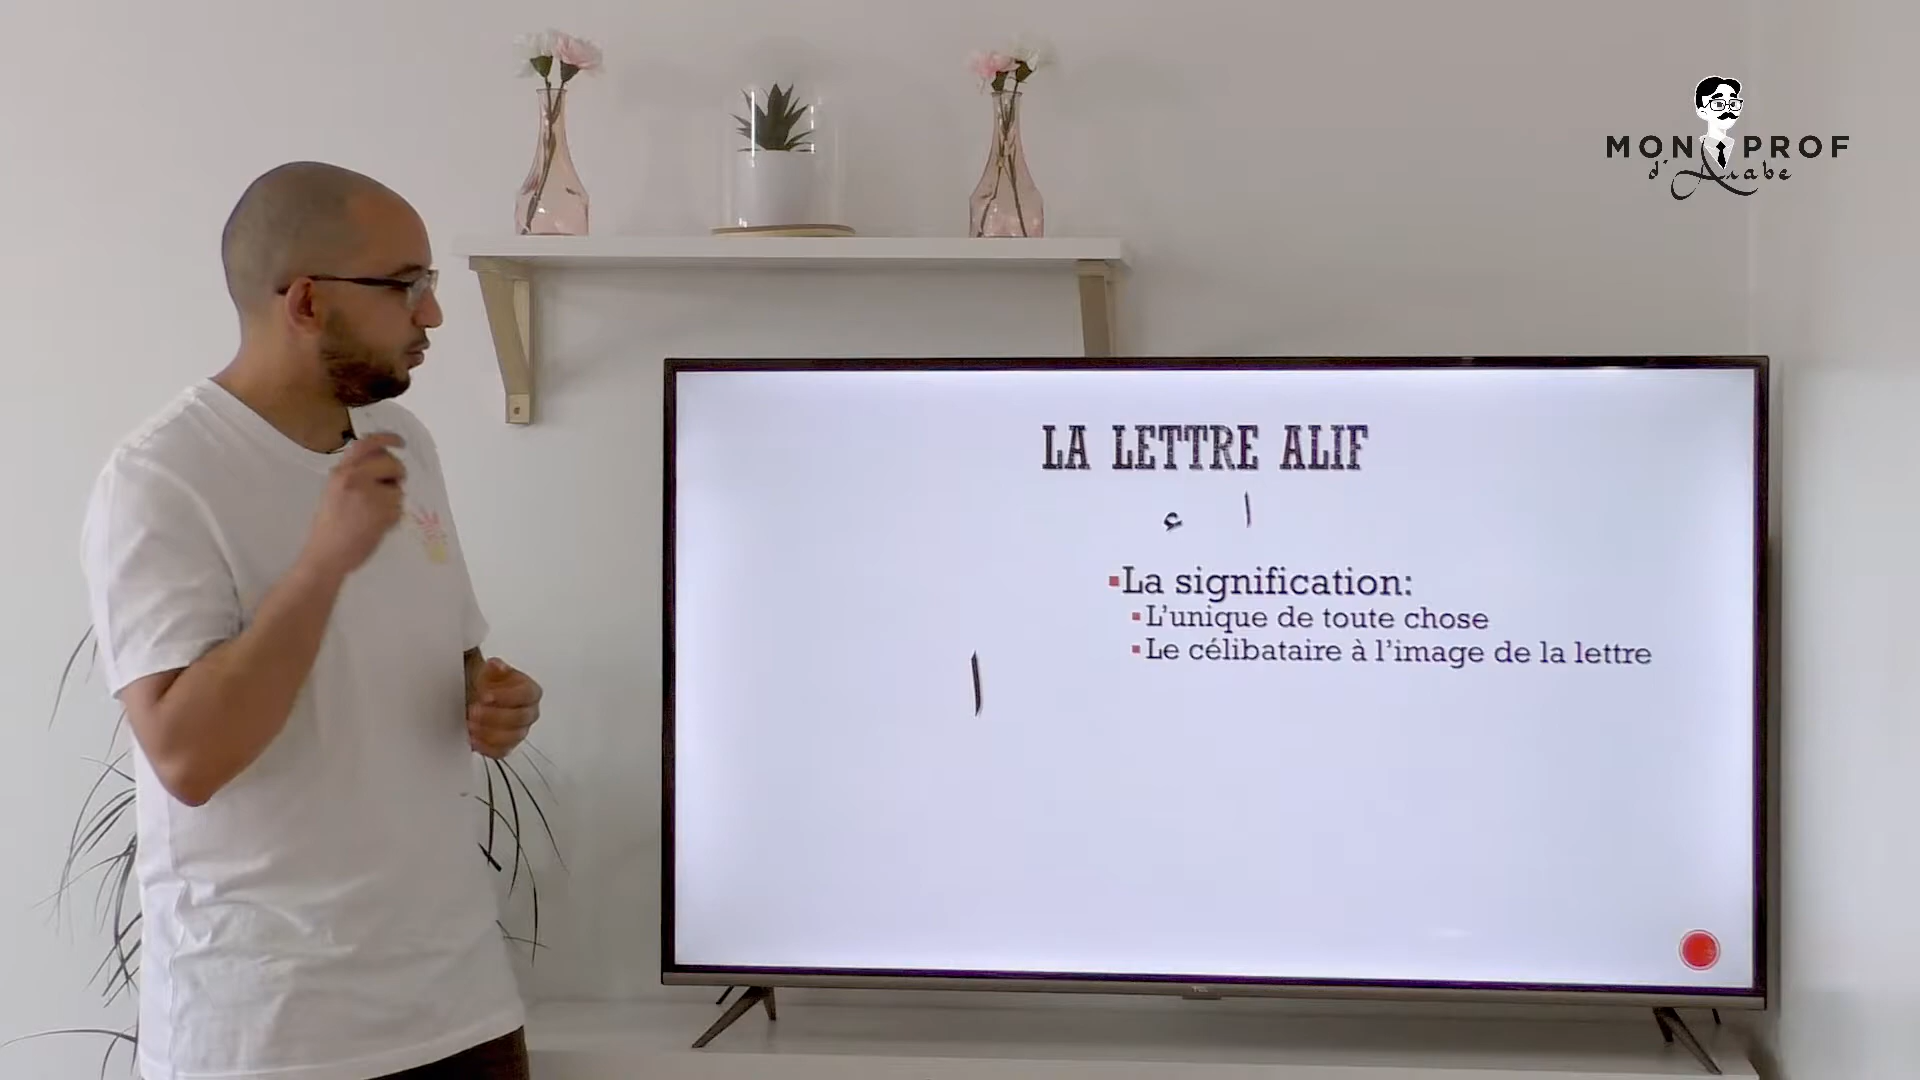 MON PROF
d'Arabe
LA LETTRE ALIF
ا ء
La signification:
L'unique de toute chose
Le célibataire à l'image de la lettre
ا